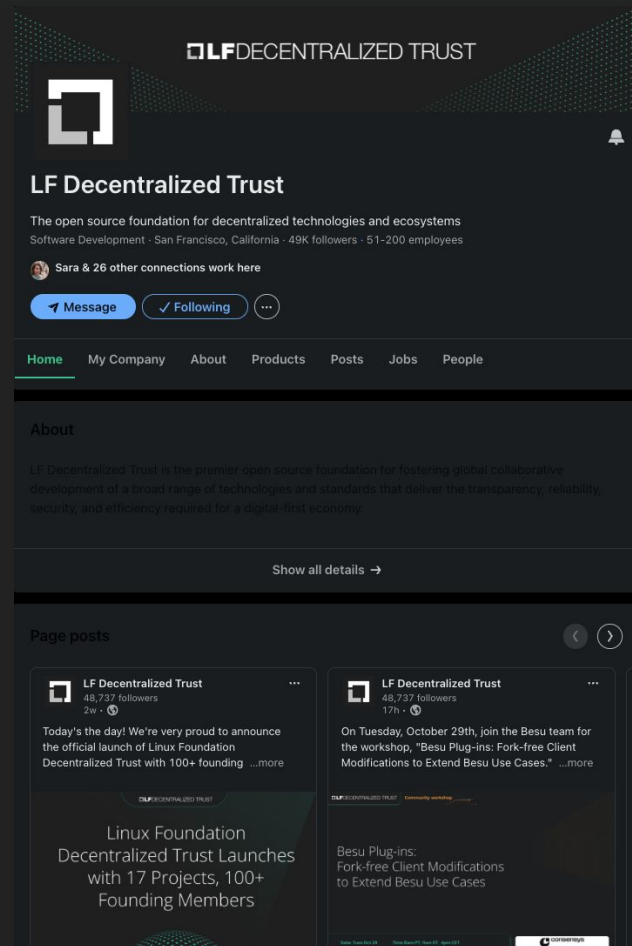 LFDECENTRALIZED TRUST
LF Decentralized Trust
The open source foundation for decentralized technologies and ecosystems
Software Development · San Francisco, California · 49K followers · 51-200 employees
Sara & 26 other connections work here
Message
✓ Following
Home My Company About Products Posts Jobs People
About
LF Decentralized Trust is the premier open source foundation for fostering global collaborative
development of a broad range of technologies and standards that deliver the transparency, reliability,
security, and efficiency required for a digital-first economy.
Show all details →
Page posts
LF Decentralized Trust
48,737 followers
2w •
Today's the day! We're very proud to announce
the official launch of Linux Foundation
Decentralized Trust with 100+ founding ...more
LFDECENTRALIZED TRUST
Linux Foundation
Decentralized Trust Launches
with 17 Projects, 100+
Founding Members
LF Decentralized Trust
48,737 followers
17h •
On Tuesday, October 29th, join the Besu team for
the workshop, "Besu Plug-ins: Fork-free Client
Modifications to Extend Besu Use Cases." ...more
LFDECENTRALIZED TRUST Community workshop
Besu Plug-ins:
Fork-free Client Modifications
to Extend Besu Use Cases
consensys